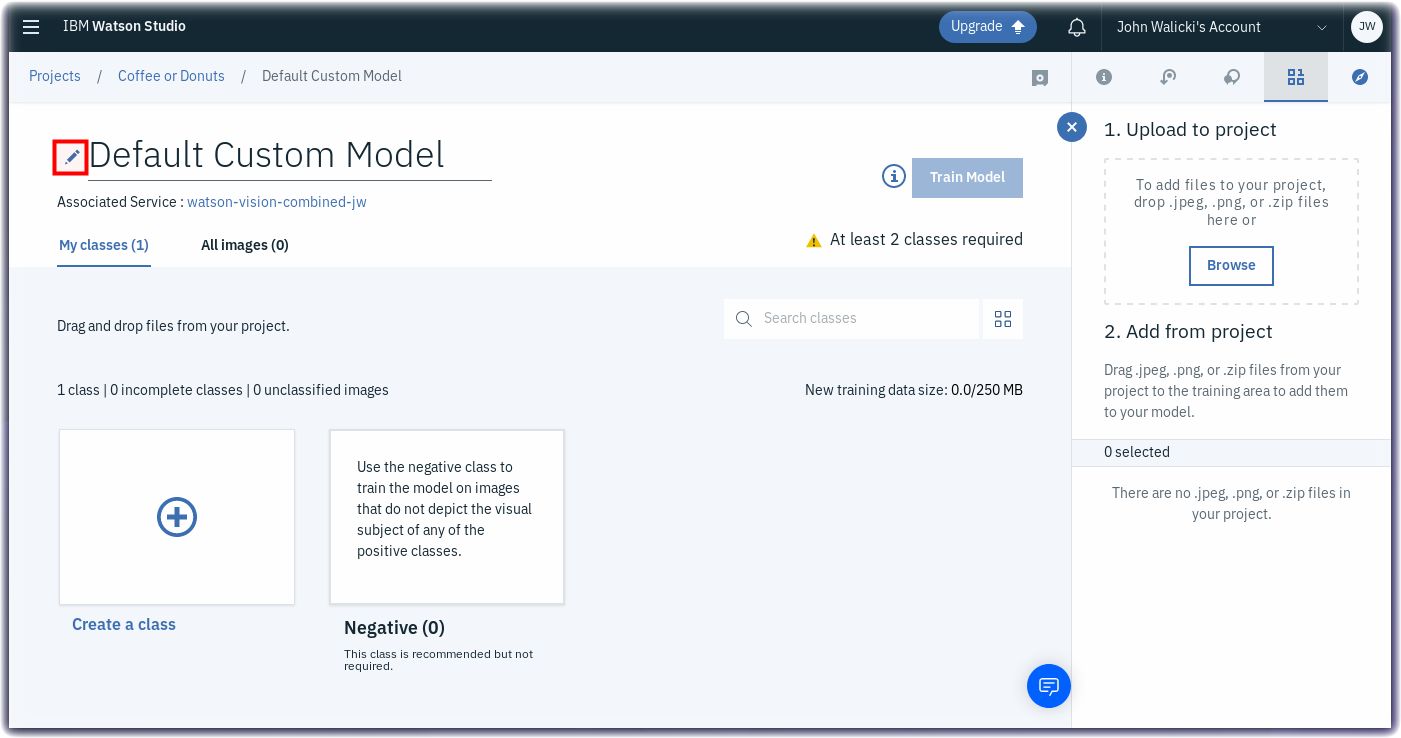 IBM Watson Studio
Upgrade
John Walicki's Account
JW
Projects / Coffee or Donuts / Default Custom Model
Default Custom Model
Train Model
Associated Service : watson-vision-combined-jw
My classes (1)
All images (0)
At least 2 classes required
Drag and drop files from your project.
Search classes
1 class | 0 incomplete classes | 0 unclassified images
New training data size: 0.0/250 MB
Create a class
Use the negative class to
train the model on images
that do not depict the visual
subject of any of the
positive classes.
Negative (0)
This class is recommended but not
required.
1. Upload to project
To add files to your project,
drop .jpeg, .png, or .zip files
here or
Browse
2. Add from project
Drag .jpeg, .png, or .zip files from your
project to the training area to add them
to your model.
0 selected
There are no .jpeg, .png, or .zip files in
your project.